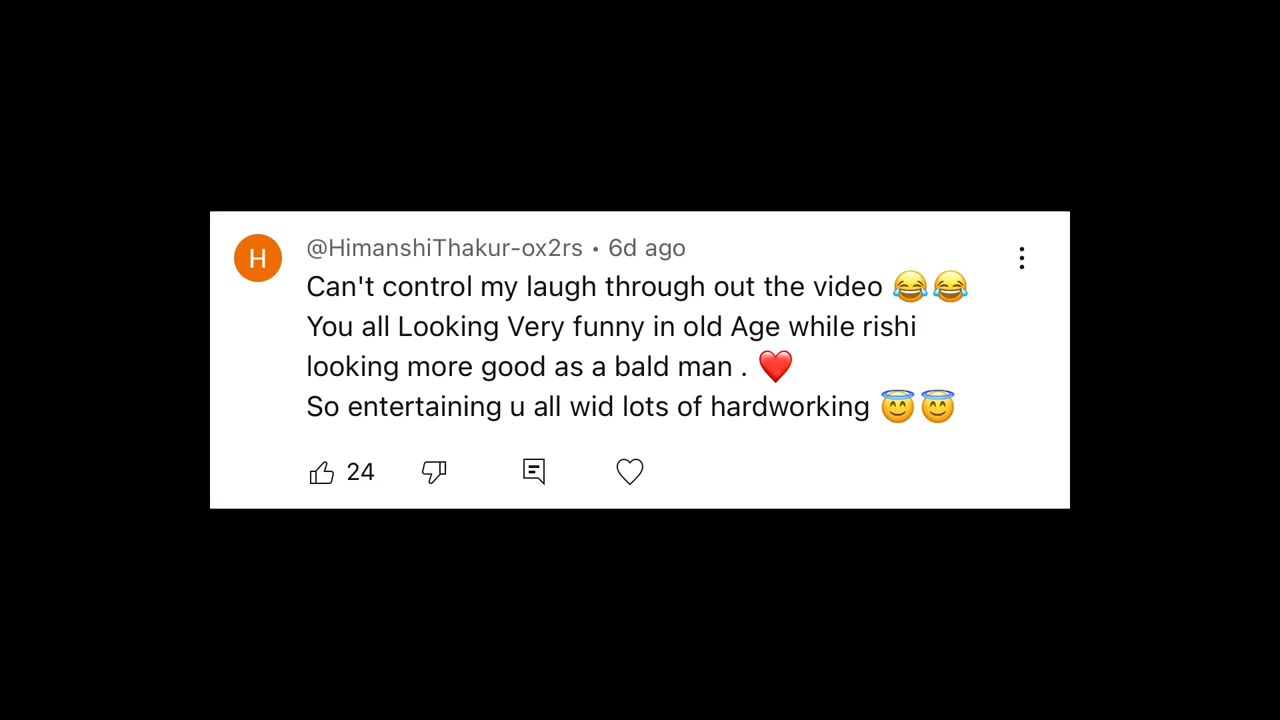 H
@HimanshiThakur-ox2rs • 6d ago
Can't control my laugh through out the video 😂😂
You all Looking Very funny in old Age while rishi
looking more good as a bald man . ❤️
So entertaining u all wid lots of hardworking 😇😇
24